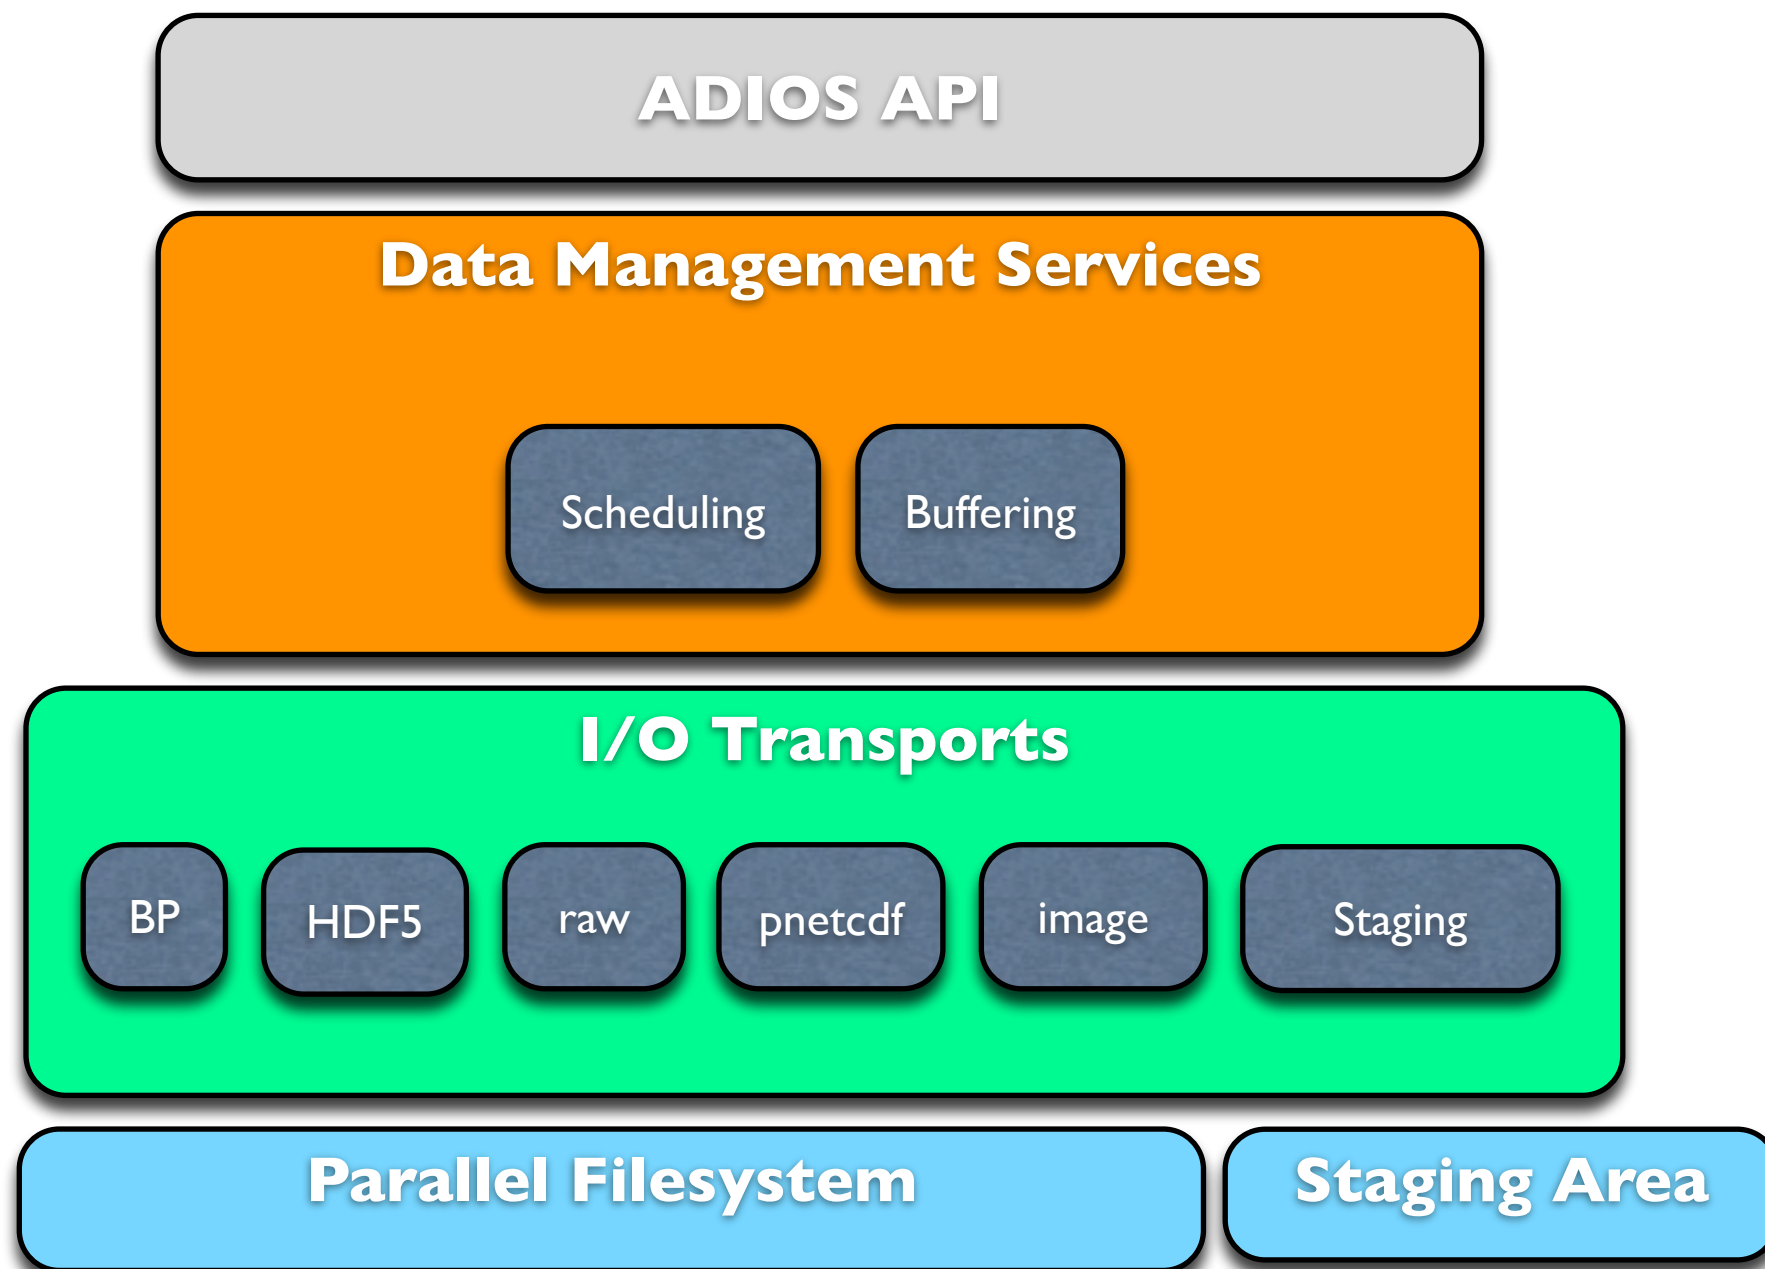 ADIOS API
Data Management Services
Scheduling Buffering
I/O Transports
BP HDF5 raw pnetcdf image Staging
Parallel Filesystem Staging Area